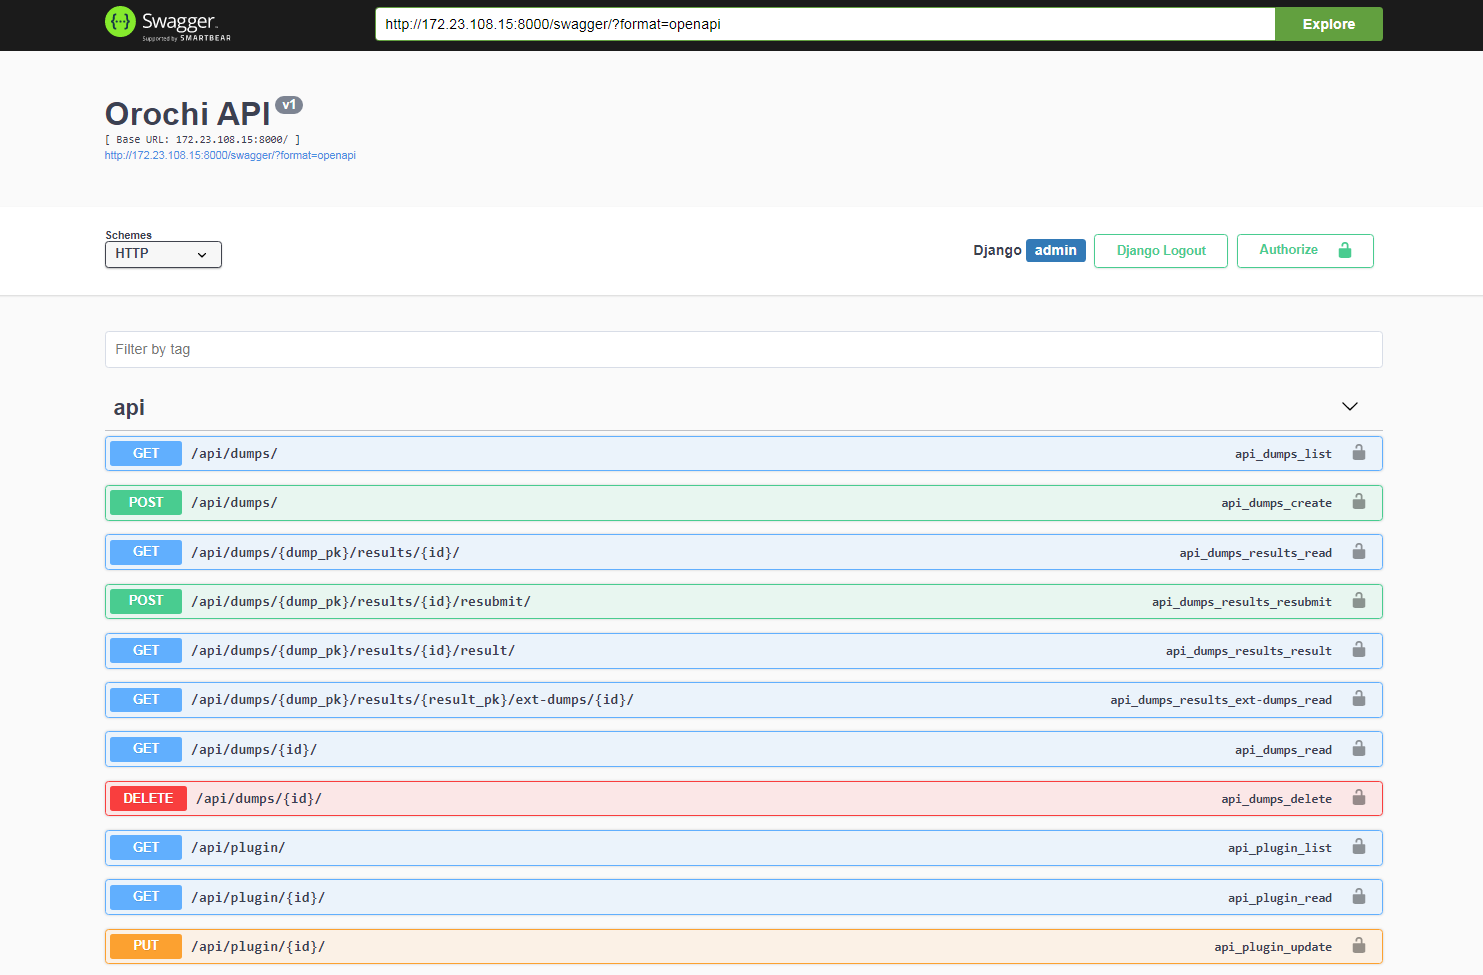 Swagger
Supported by SMARTBEAR
http://172.23.108.15:8000/swagger/?format=openapi
Explore
Orochi API v1
[ Base URL: 172.23.108.15:8000/ ]
http://172.23.108.15:8000/swagger/?format=openapi
Schemes
HTTP
Django admin
Django Logout
Authorize
Filter by tag
api
GET /api/dumps/ api_dumps_list
POST /api/dumps/ api_dumps_create
GET /api/dumps/{dump_pk}/results/{id}/ api_dumps_results_read
POST /api/dumps/{dump_pk}/results/{id}/resubmit/ api_dumps_results_resubmit
GET /api/dumps/{dump_pk}/results/{id}/result/ api_dumps_results_result
GET /api/dumps/{dump_pk}/results/{result_pk}/ext-dumps/{id}/ api_dumps_results_ext-dumps_read
GET /api/dumps/{id}/ api_dumps_read
DELETE /api/dumps/{id}/ api_dumps_delete
GET /api/plugin/ api_plugin_list
GET /api/plugin/{id}/ api_plugin_read
PUT /api/plugin/{id}/ api_plugin_update